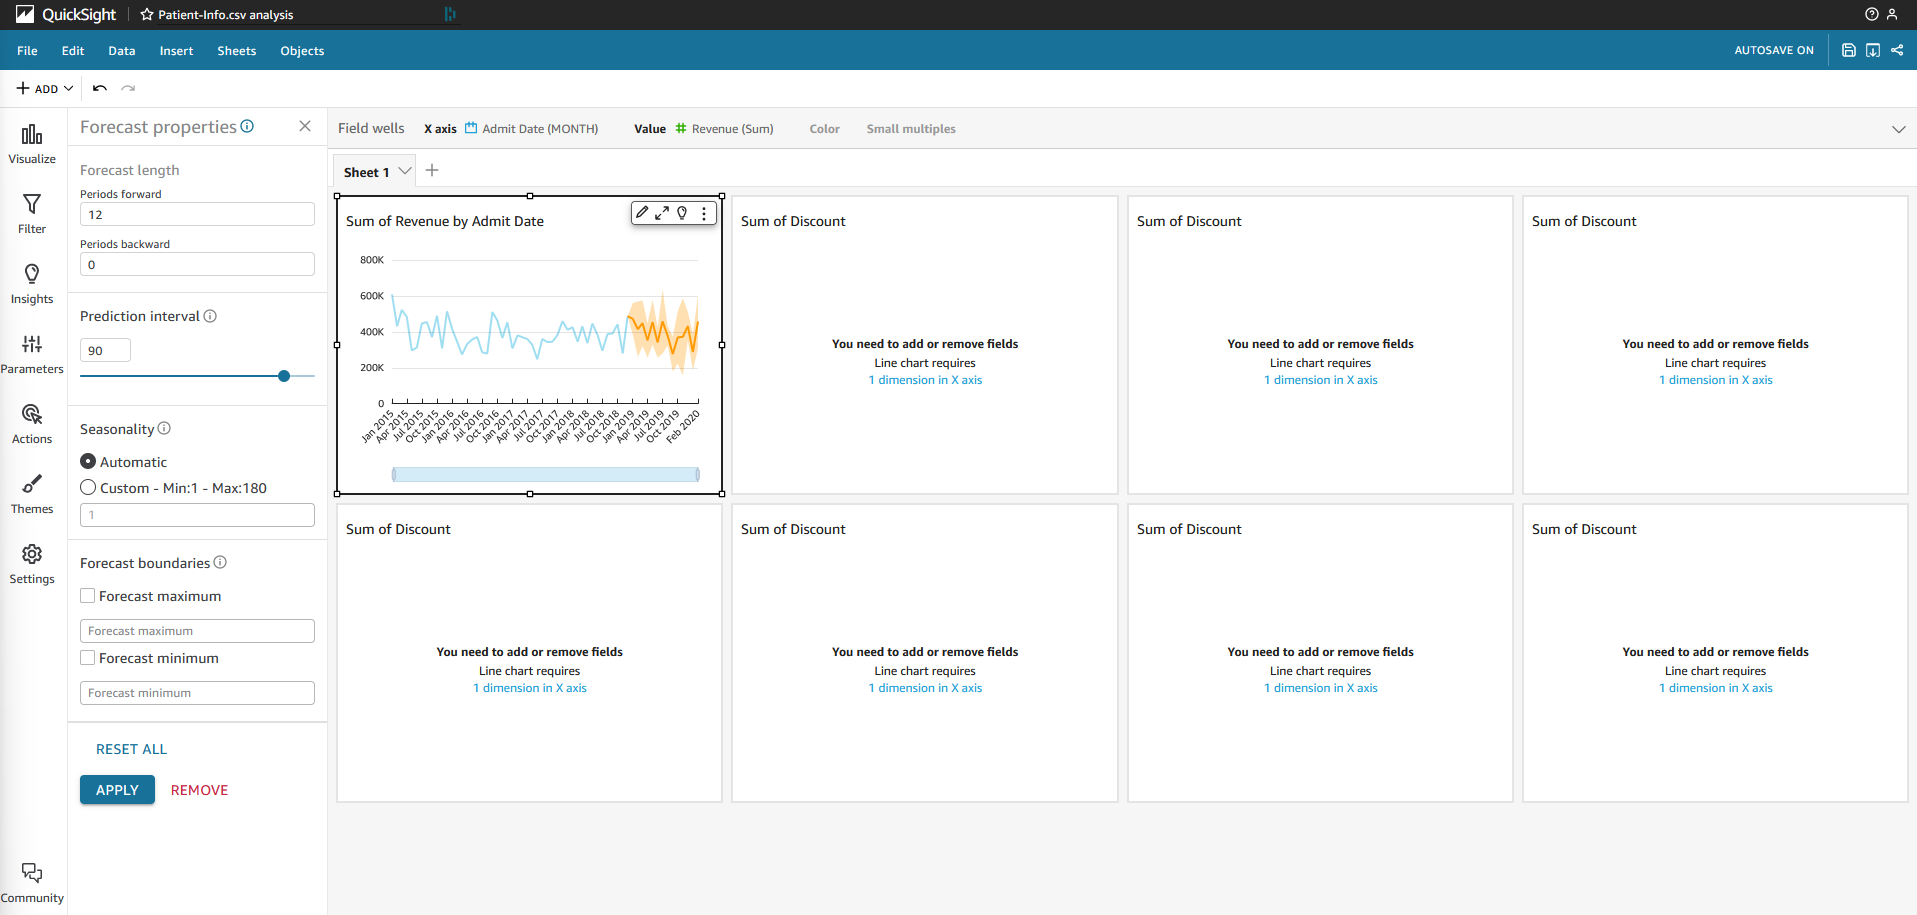 QuickSight
Patient-Info.csv analysis
File Edit Data Insert Sheets Objects
AUTOSAVE ON
ADD
Visualize
Filter
Insights
Parameters
Actions
Themes
Settings
Community
Forecast properties
Forecast length
Periods forward
12
Periods backward
0
Prediction interval
90
Seasonality
Automatic
Custom - Min:1 - Max:180
1
Forecast boundaries
Forecast maximum
Forecast maximum
Forecast minimum
Forecast minimum
RESET ALL
APPLY REMOVE
Field wells X axis Admit Date (MONTH) Value Revenue (Sum) Color Small multiples
Sheet 1
Sum of Revenue by Admit Date
800K
600K
400K
200K
0
Jan 2015
Apr 2015
Jul 2015
Oct 2015
Jan 2016
Apr 2016
Jul 2016
Oct 2016
Jan 2017
Apr 2017
Jul 2017
Oct 2017
Jan 2018
Apr 2018
Jul 2018
Oct 2018
Jan 2019
Apr 2019
Jul 2019
Oct 2019
Feb 2020
Sum of Discount
You need to add or remove fields
Line chart requires
1 dimension in X axis
Sum of Discount
You need to add or remove fields
Line chart requires
1 dimension in X axis
Sum of Discount
You need to add or remove fields
Line chart requires
1 dimension in X axis
Sum of Discount
You need to add or remove fields
Line chart requires
1 dimension in X axis
Sum of Discount
You need to add or remove fields
Line chart requires
1 dimension in X axis
Sum of Discount
You need to add or remove fields
Line chart requires
1 dimension in X axis
Sum of Discount
You need to add or remove fields
Line chart requires
1 dimension in X axis